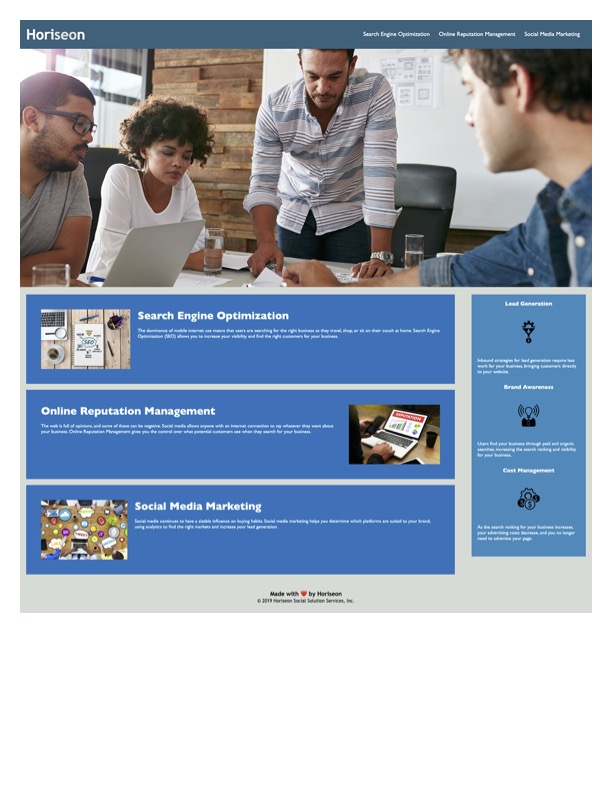 Horiseon
Search Engine Optimization Online Reputation Management Social Media Marketing
Search Engine Optimization
The dominance of mobile internet use means that users are searching for the right business as they travel, shop, or sit on their couch at home. Search Engine
Optimization (SEO) allows you to increase your visibility and find the right customers for your business.
SEO
Online Reputation Management
The web is full of opinions, and some of these can be negative. Social media allows anyone with an internet connection to say whatever they want about
your business. Online Reputation Management gives you the control over what potential customers see when they search for your business.
REPUTATION
Social Media Marketing
Social media continues to have a sizable influence on buying habits. Social media marketing helps you determine which platforms are suited to your brand,
using analytics to find the right markets and increase your lead generation.
Lead Generation
Inbound strategies for lead generation require less
work for your business, bringing customers directly
to your website.
Brand Awareness
Users find your business through paid and organic
searches, increasing the search ranking and visibility
for your business.
Cost Management
As the search ranking for your business increases,
your advertising costs decrease, and you no longer
need to advertise your page.
Made with ❤️ by Horiseon
© 2019 Horiseon Social Solution Services, Inc.